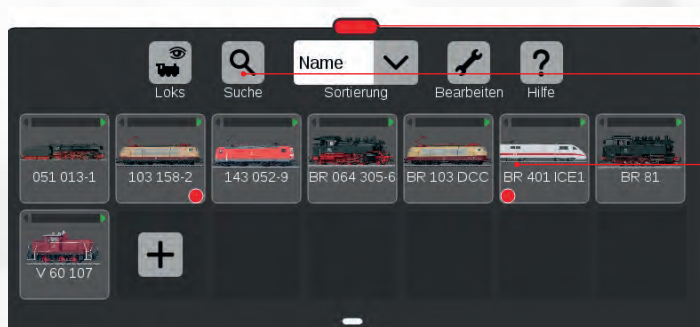 Name
Loks Suche Sortierung Bearbeiten Hilfe
051 013-1 103 158-2 143 052-9 BR 064 305-6 BR 103 DCC BR 401 ICE1 BR 81
V 60 107